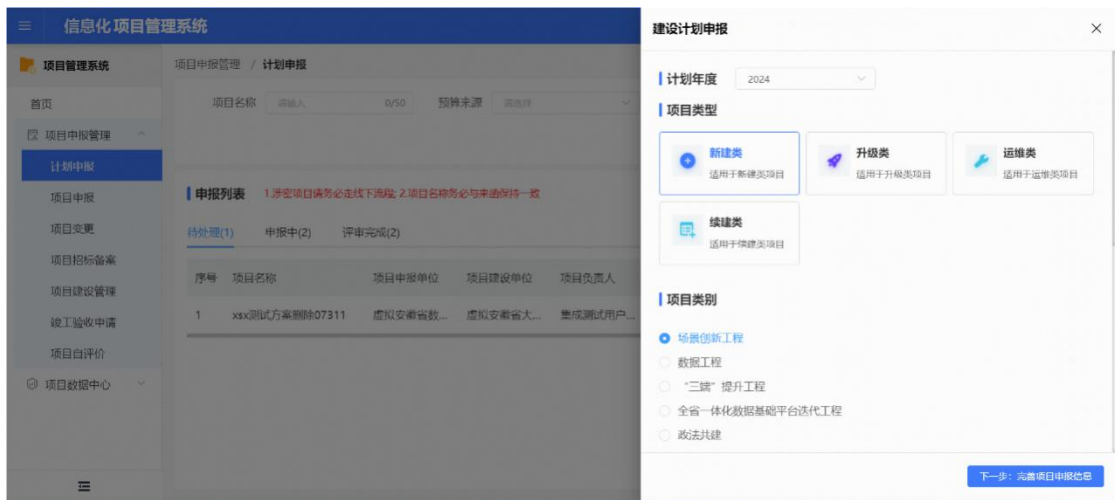 信息化项目管理系统
项目管理系统
首页
项目申报管理
计划申报
项目申报
项目变更
项目招标备案
项目建设管理
竣工验收申请
项目自评价
项目数据中心
项目申报管理 / 计划申报
项目名称 请输入 0/50 预算来源 请选择
申报列表 1.涉密项目请务必走线下流程; 2.项目名称务必与来函保持一致
待处理(1) 申报中(2) 评审完成(2)
序号 项目名称 项目申报单位 项目建设单位 项目负责人
1 xsx测试方案删除07311 虚拟安徽省数... 虚拟安徽省大... 集成测试用户...
建设计划申报
计划年度 2024
项目类型
新建类
适用于新建类项目
升级类
适用于升级类项目
运维类
适用于运维类项目
续建类
适用于续建类项目
项目类别
场景创新工程
数据工程
“三端”提升工程
全省一体化数据基础平台迭代工程
政法共建
下一步：完善项目申报信息